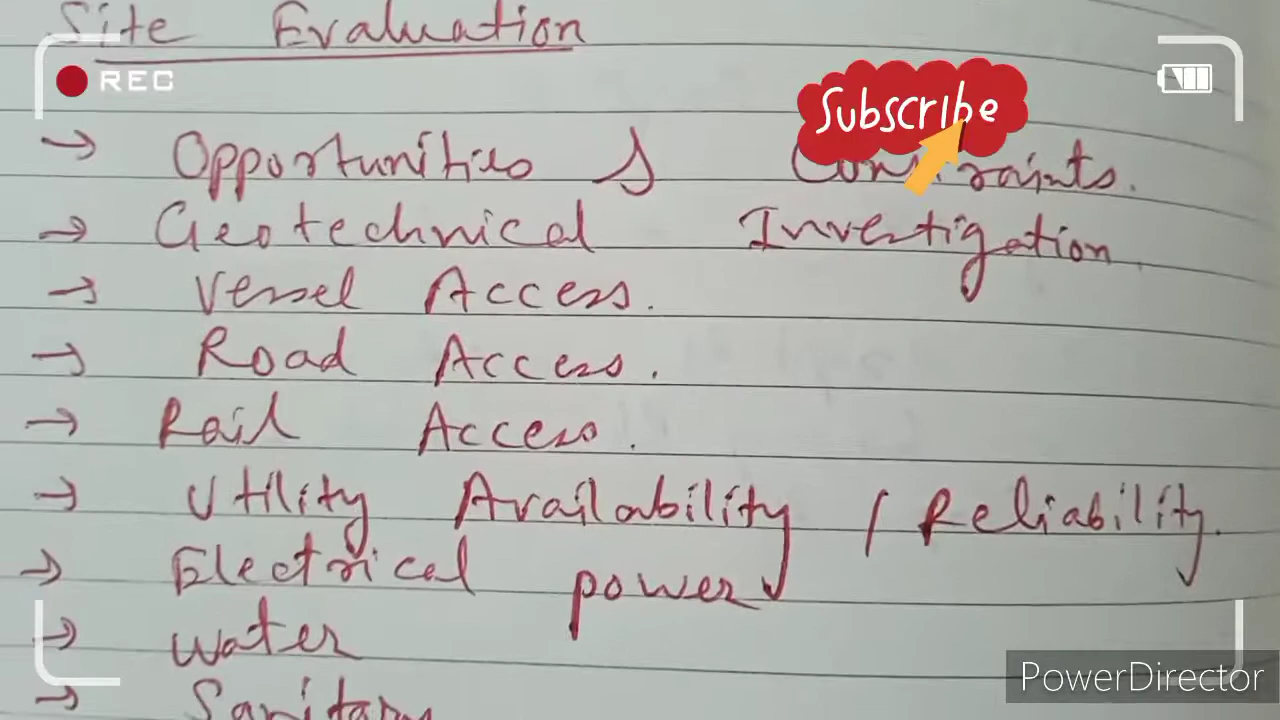 Site Evaluation
REC
Subscribe
→ Opportunities & Constraints.
→ Geotechnical Investigation
→ Vessel Access.
→ Road Access.
→ Rail Access.
→ Utility Availability / Reliability.
→ Electrical power
→ Water
→ Sanitary
PowerDirector